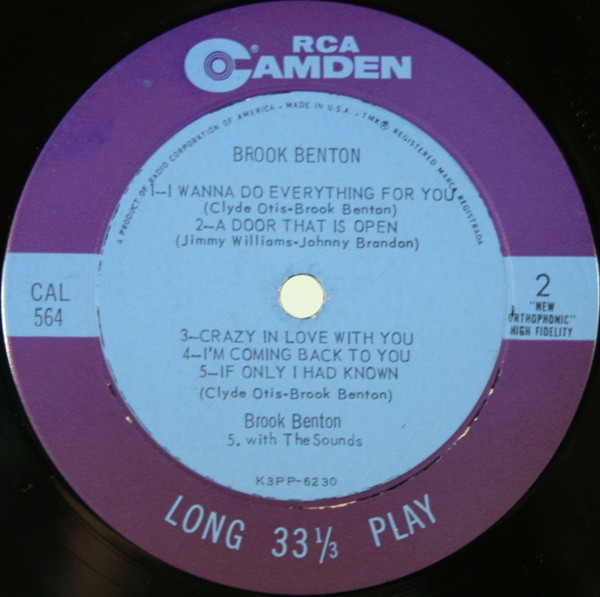 RCA
® CAMDEN
A PRODUCT OF RADIO CORPORATION OF AMERICA • MADE IN U.S.A. • TMK® REGISTERED MARCA REGISTRADA
BROOK BENTON
1—I WANNA DO EVERYTHING FOR YOU
(Clyde Otis-Brook Benton)
2—A DOOR THAT IS OPEN
(Jimmy Williams-Johnny Brandon)
CAL
564
2
"NEW
ORTHOPHONIC"
HIGH FIDELITY
3—CRAZY IN LOVE WITH YOU
4—I'M COMING BACK TO YOU
5—IF ONLY I HAD KNOWN
(Clyde Otis-Brook Benton)
Brook Benton
5. with The Sounds
K3PP-6230
LONG 33⅓ PLAY